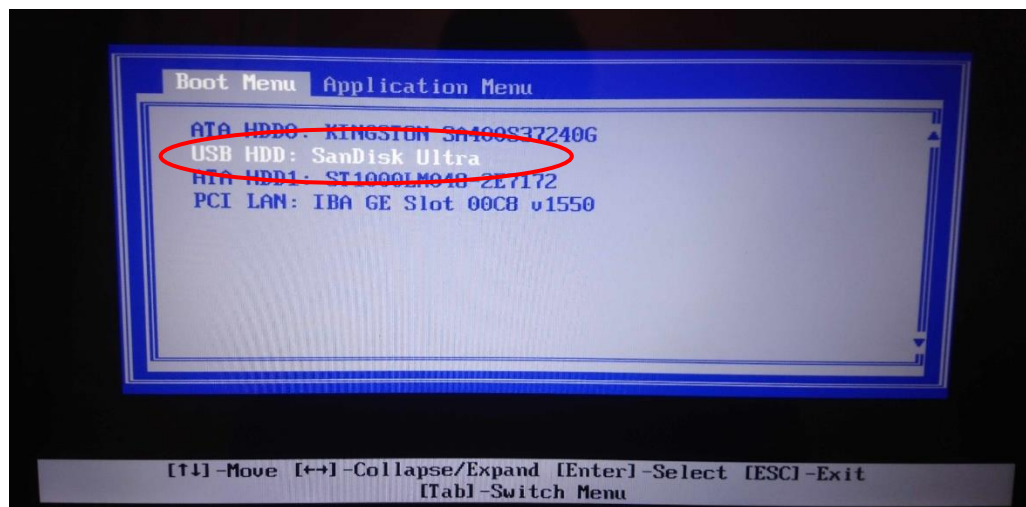 Boot Menu Application Menu
ATA HDD0: KINGSTON SA400S37240G
USB HDD: SanDisk Ultra
ATA HDD1: ST1000LM048-2E7172
PCI LAN: IBA GE Slot 00C8 v1550
[↑↓]-Move [←→]-Collapse/Expand [Enter]-Select [ESC]-Exit
[Tab]-Switch Menu